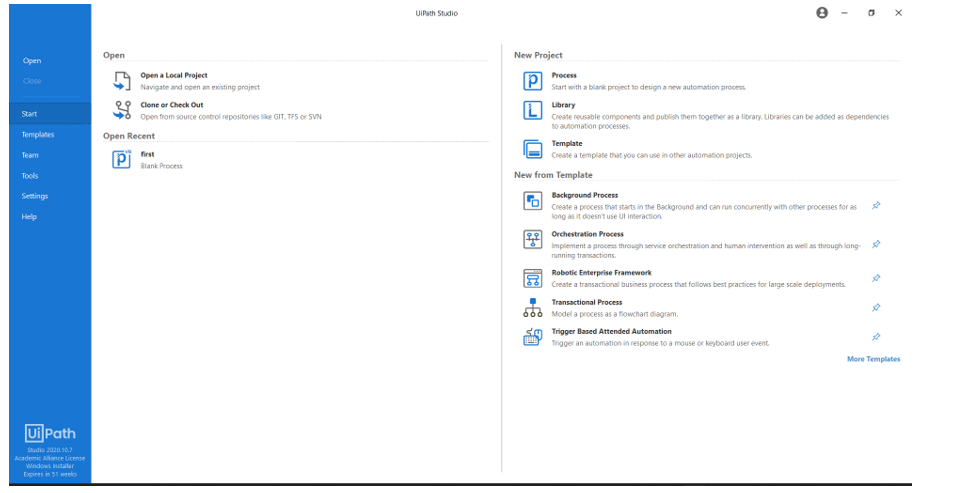 UiPath Studio
Open
Close
Start
Templates
Team
Tools
Settings
Help
UiPath
Studio 2020.10.7
Academic Alliance License
Windows Installer
Expires in 51 weeks
Open
Open a Local Project
Navigate and open an existing project
Clone or Check Out
Open from source control repositories like GIT, TFS or SVN
Open Recent
first
Blank Process
New Project
Process
Start with a blank project to design a new automation process.
Library
Create reusable components and publish them together as a library. Libraries can be added as dependencies
to automation processes.
Template
Create a template that you can use in other automation projects.
New from Template
Background Process
Create a process that starts in the Background and can run concurrently with other processes for as
long as it doesn't use UI interaction.
Orchestration Process
Implement a process through service orchestration and human intervention as well as through long-
running transactions.
Robotic Enterprise Framework
Create a transactional business process that follows best practices for large scale deployments.
Transactional Process
Model a process as a flowchart diagram.
Trigger Based Attended Automation
Trigger an automation in response to a mouse or keyboard user event.
More Templates